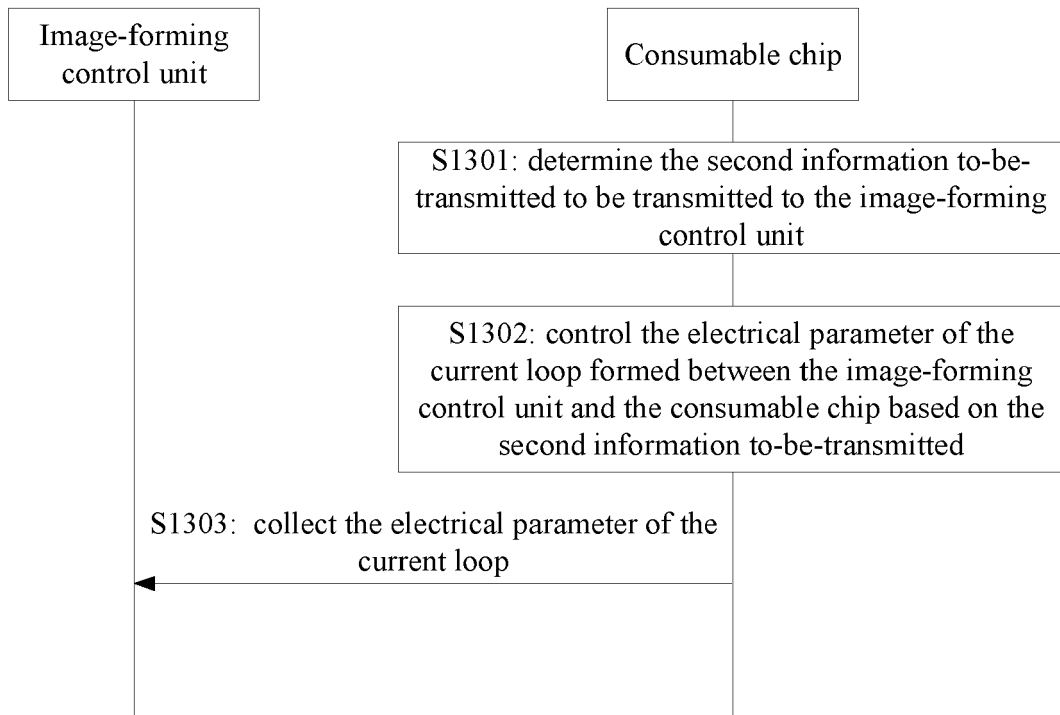 Image-forming
control unit
Consumable chip
S1301: determine the second information to-be-
transmitted to be transmitted to the image-forming
control unit
S1302: control the electrical parameter of the
current loop formed between the image-forming
control unit and the consumable chip based on the
second information to-be-transmitted
S1303: collect the electrical parameter of the
current loop